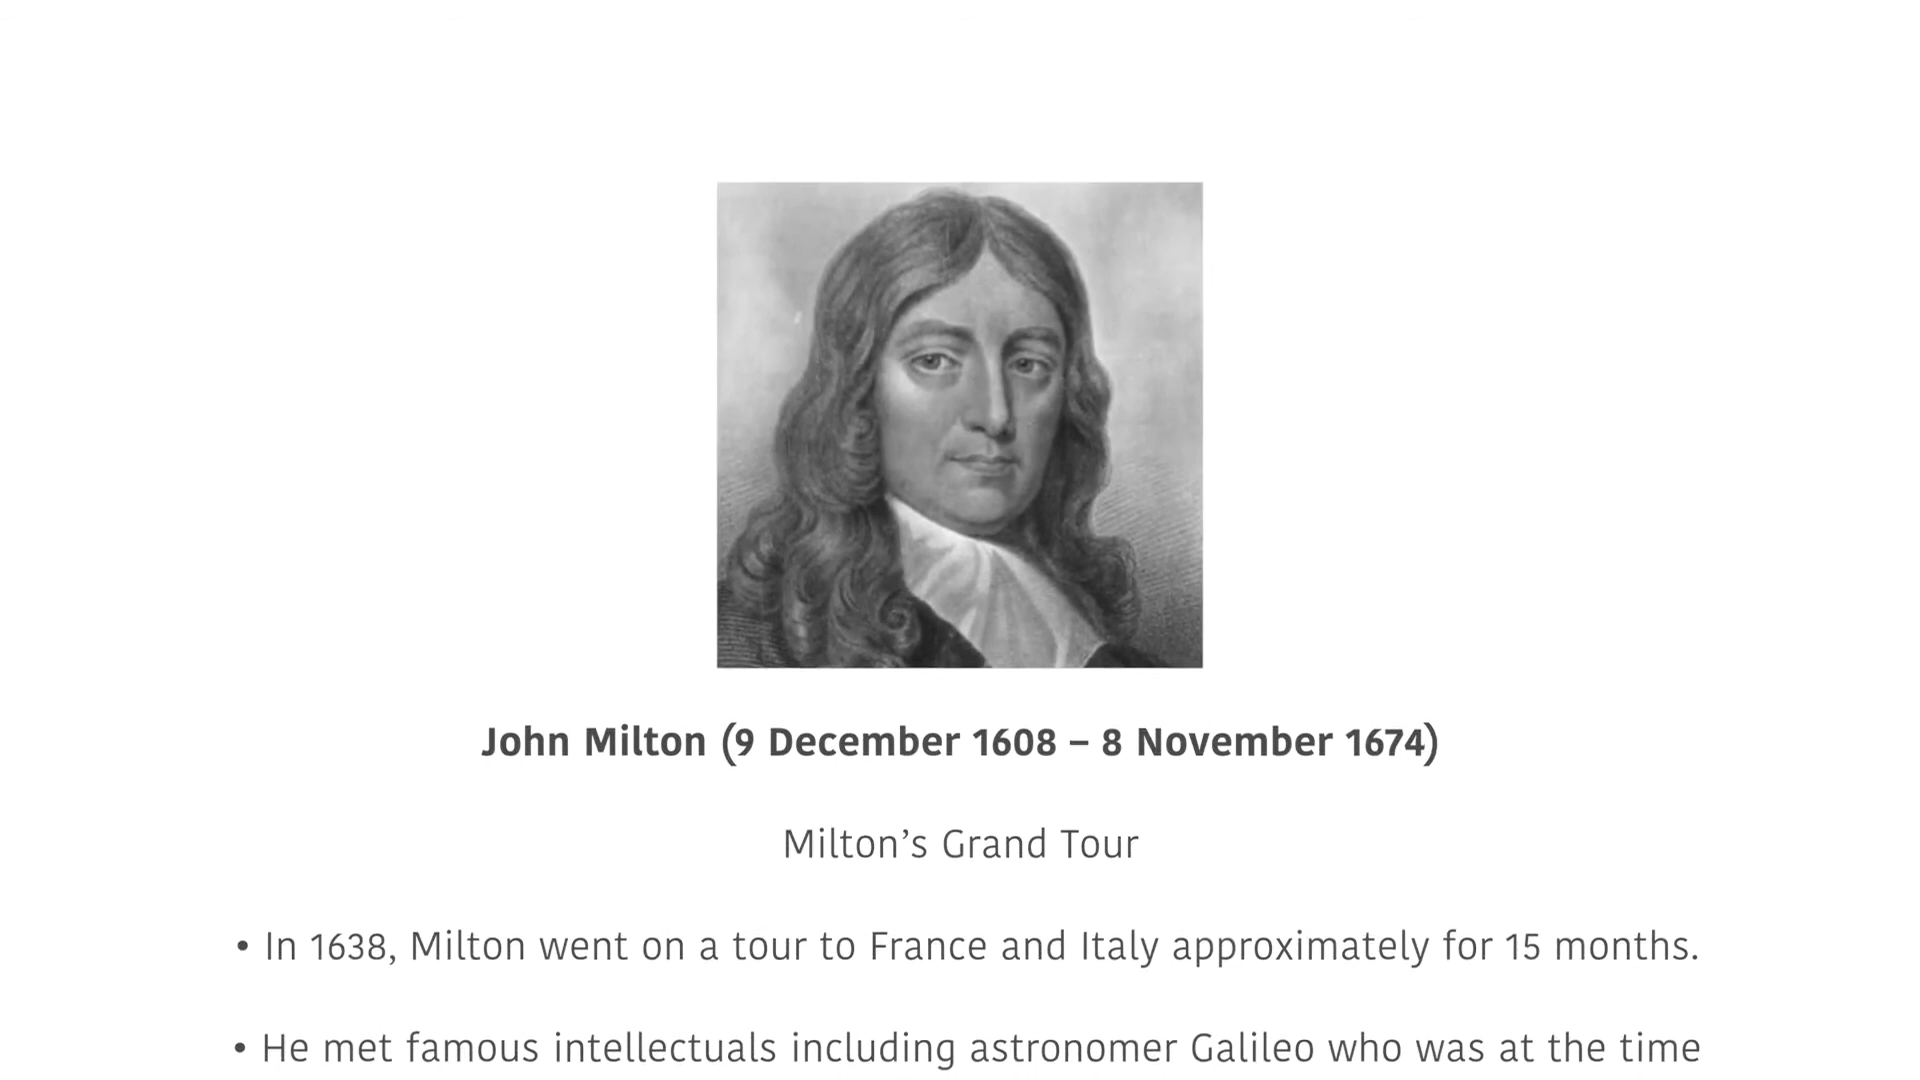 John Milton (9 December 1608 – 8 November 1674)
Milton’s Grand Tour
• In 1638, Milton went on a tour to France and Italy approximately for 15 months.
• He met famous intellectuals including astronomer Galileo who was at the time